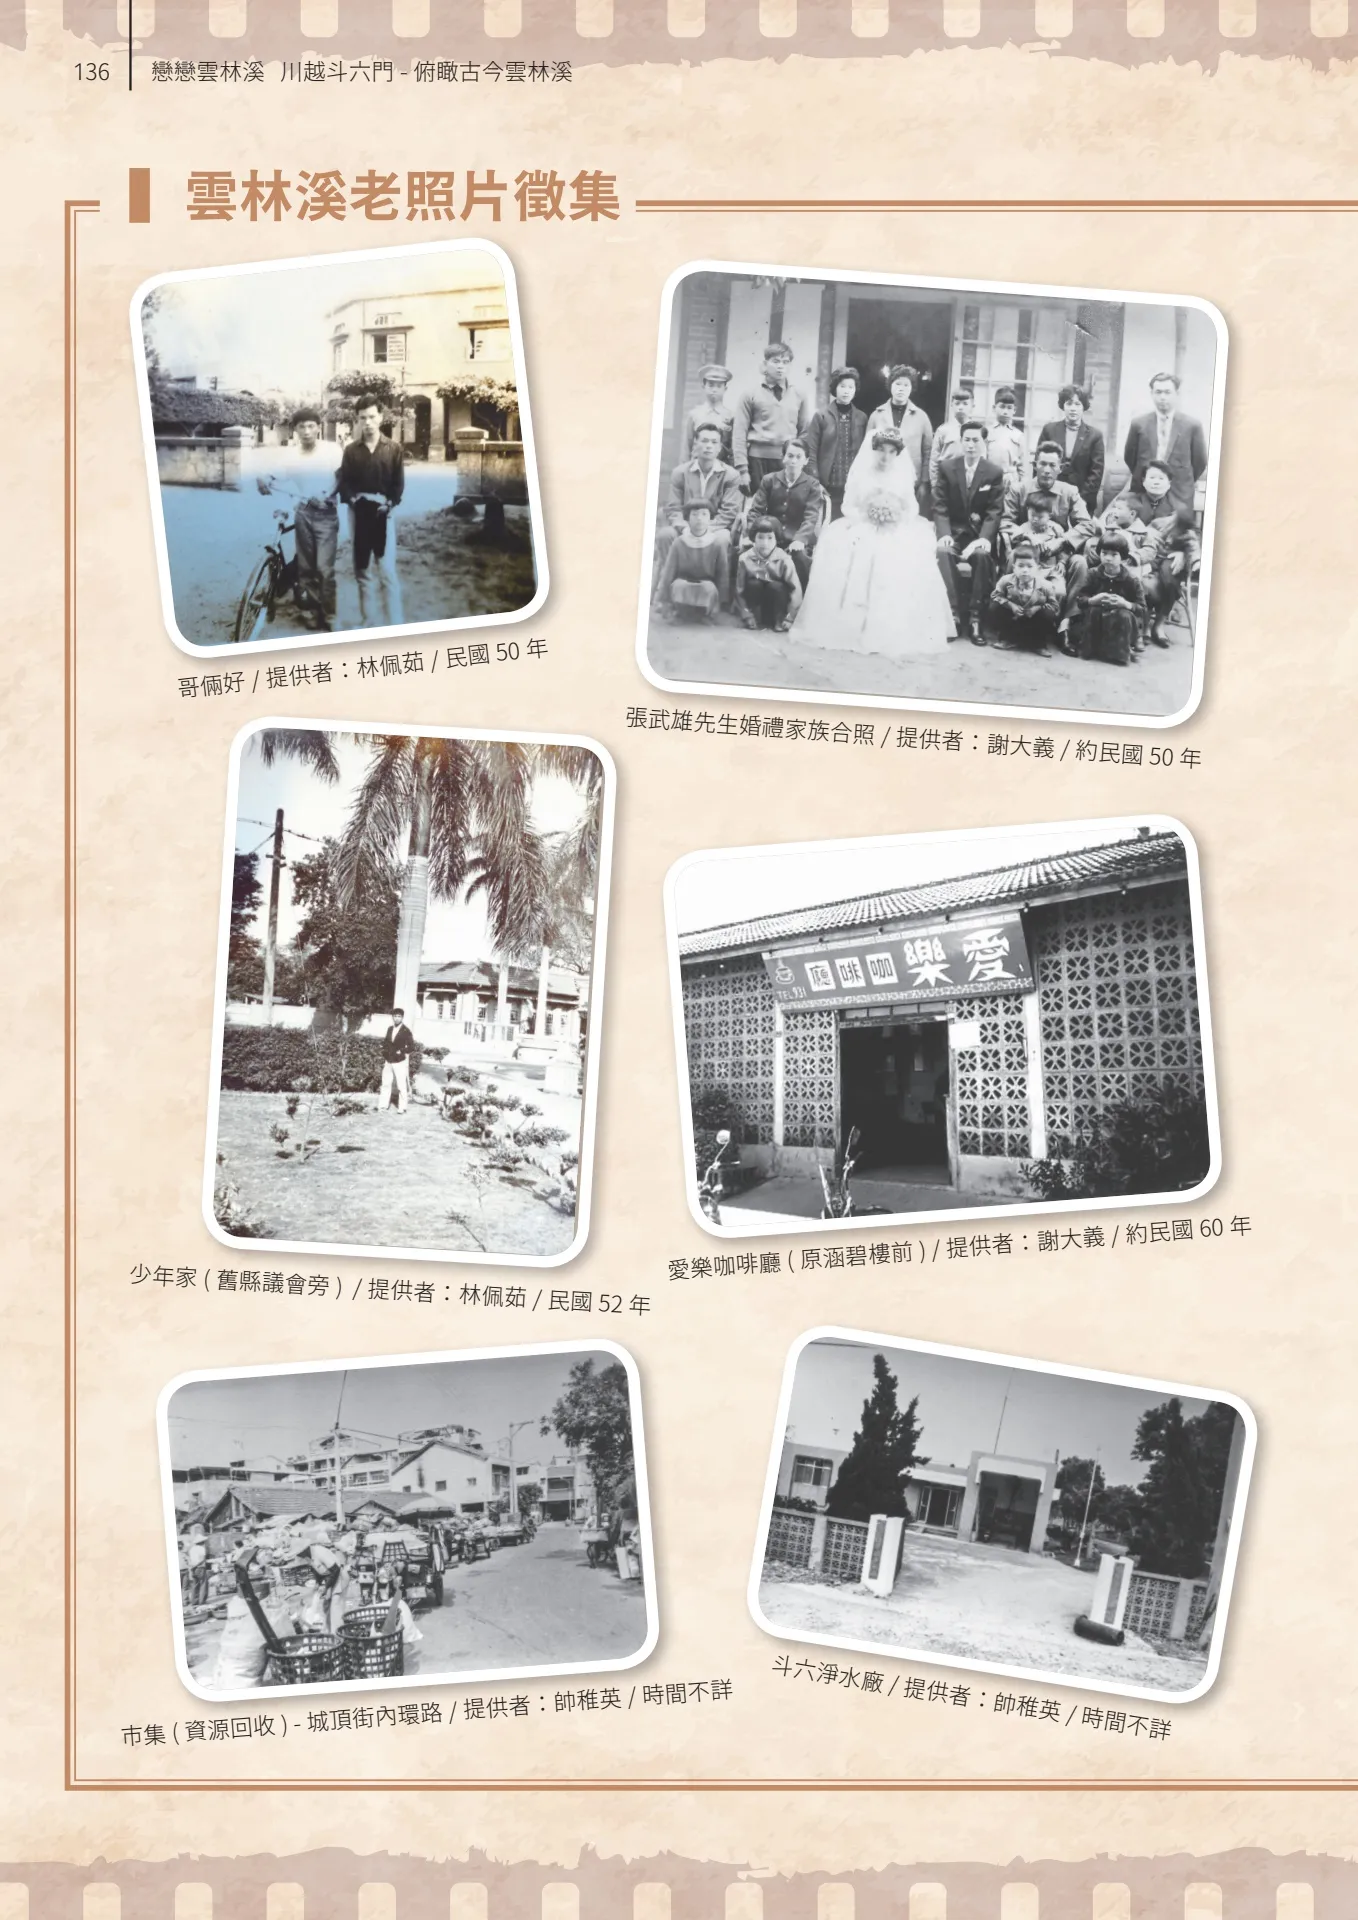 136
戀戀雲林溪 川越斗六門 - 俯瞰古今雲林溪
雲林溪老照片徵集
哥倆好 / 提供者：林佩茹 / 民國 50 年
張武雄先生婚禮家族合照 / 提供者：謝大義 / 約民國 50 年
少年家 ( 舊縣議會旁 ) / 提供者：林佩茹 / 民國 52 年
愛樂咖啡廳
TEL.931
愛樂咖啡廳 ( 原涵碧樓前 ) / 提供者：謝大義 / 約民國 60 年
市集 ( 資源回收 ) - 城頂街內環路 / 提供者：帥稚英 / 時間不詳
斗六淨水廠 / 提供者：帥稚英 / 時間不詳